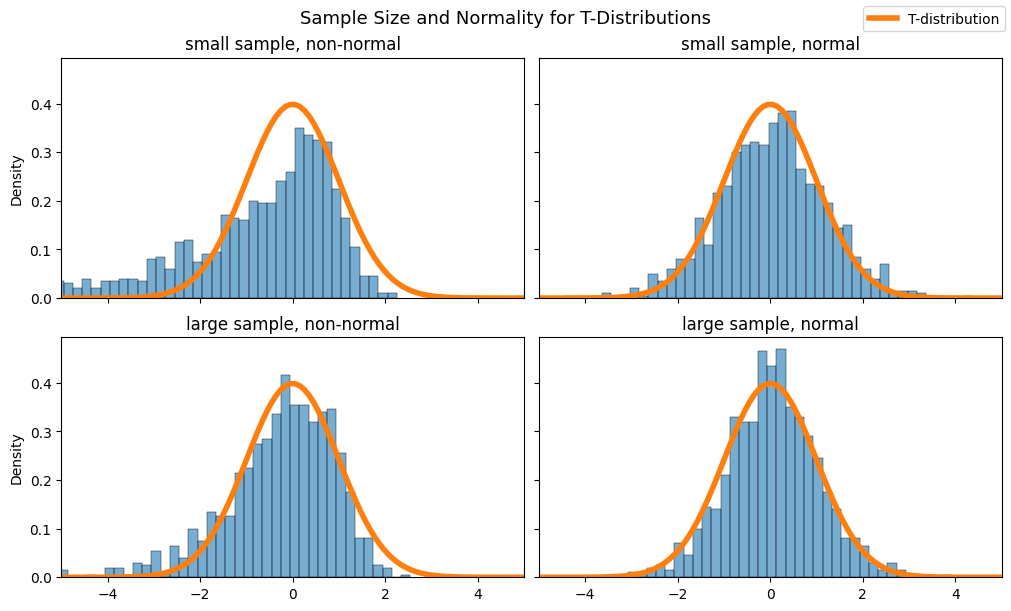 Sample Size and Normality for T-Distributions
T-distribution
small sample, non-normal
small sample, normal
Density
0.4
0.3
0.2
0.1
0.0
large sample, non-normal
large sample, normal
Density
0.4
0.3
0.2
0.1
0.0
−4 −2 0 2 4
−4 −2 0 2 4